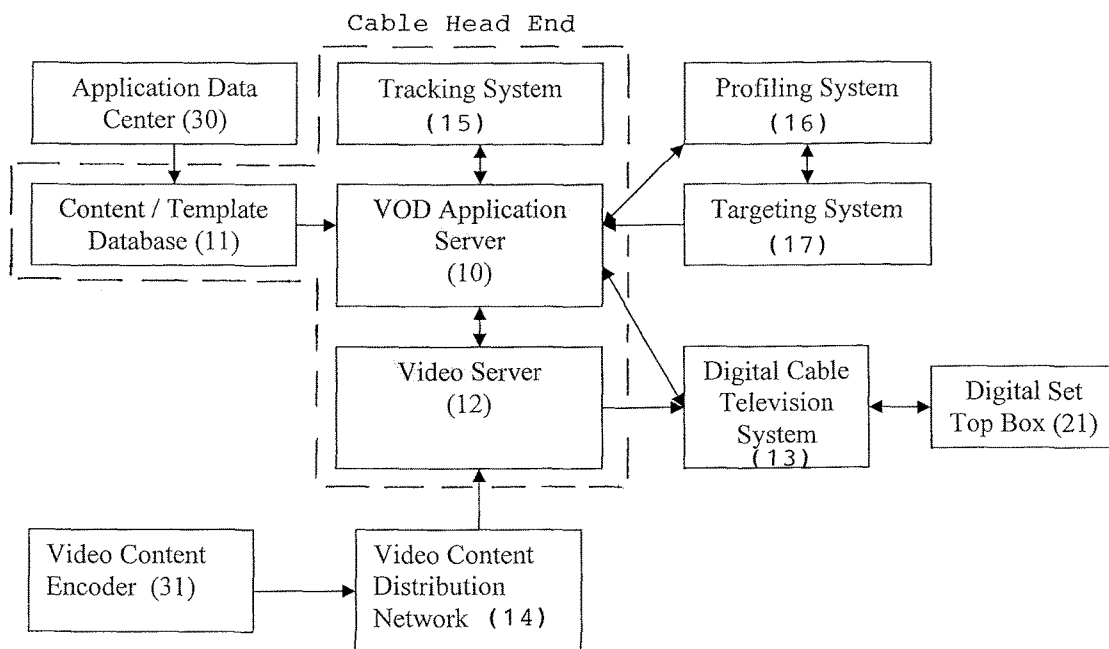 Cable Head End
Application Data
Center (30)
Tracking System
(15)
Profiling System
(16)
Content / Template
Database (11)
VOD Application
Server
(10)
Targeting System
(17)
Video Server
(12)
Digital Cable
Television
System
(13)
Digital Set
Top Box (21)
Video Content
Encoder (31)
Video Content
Distribution
Network (14)